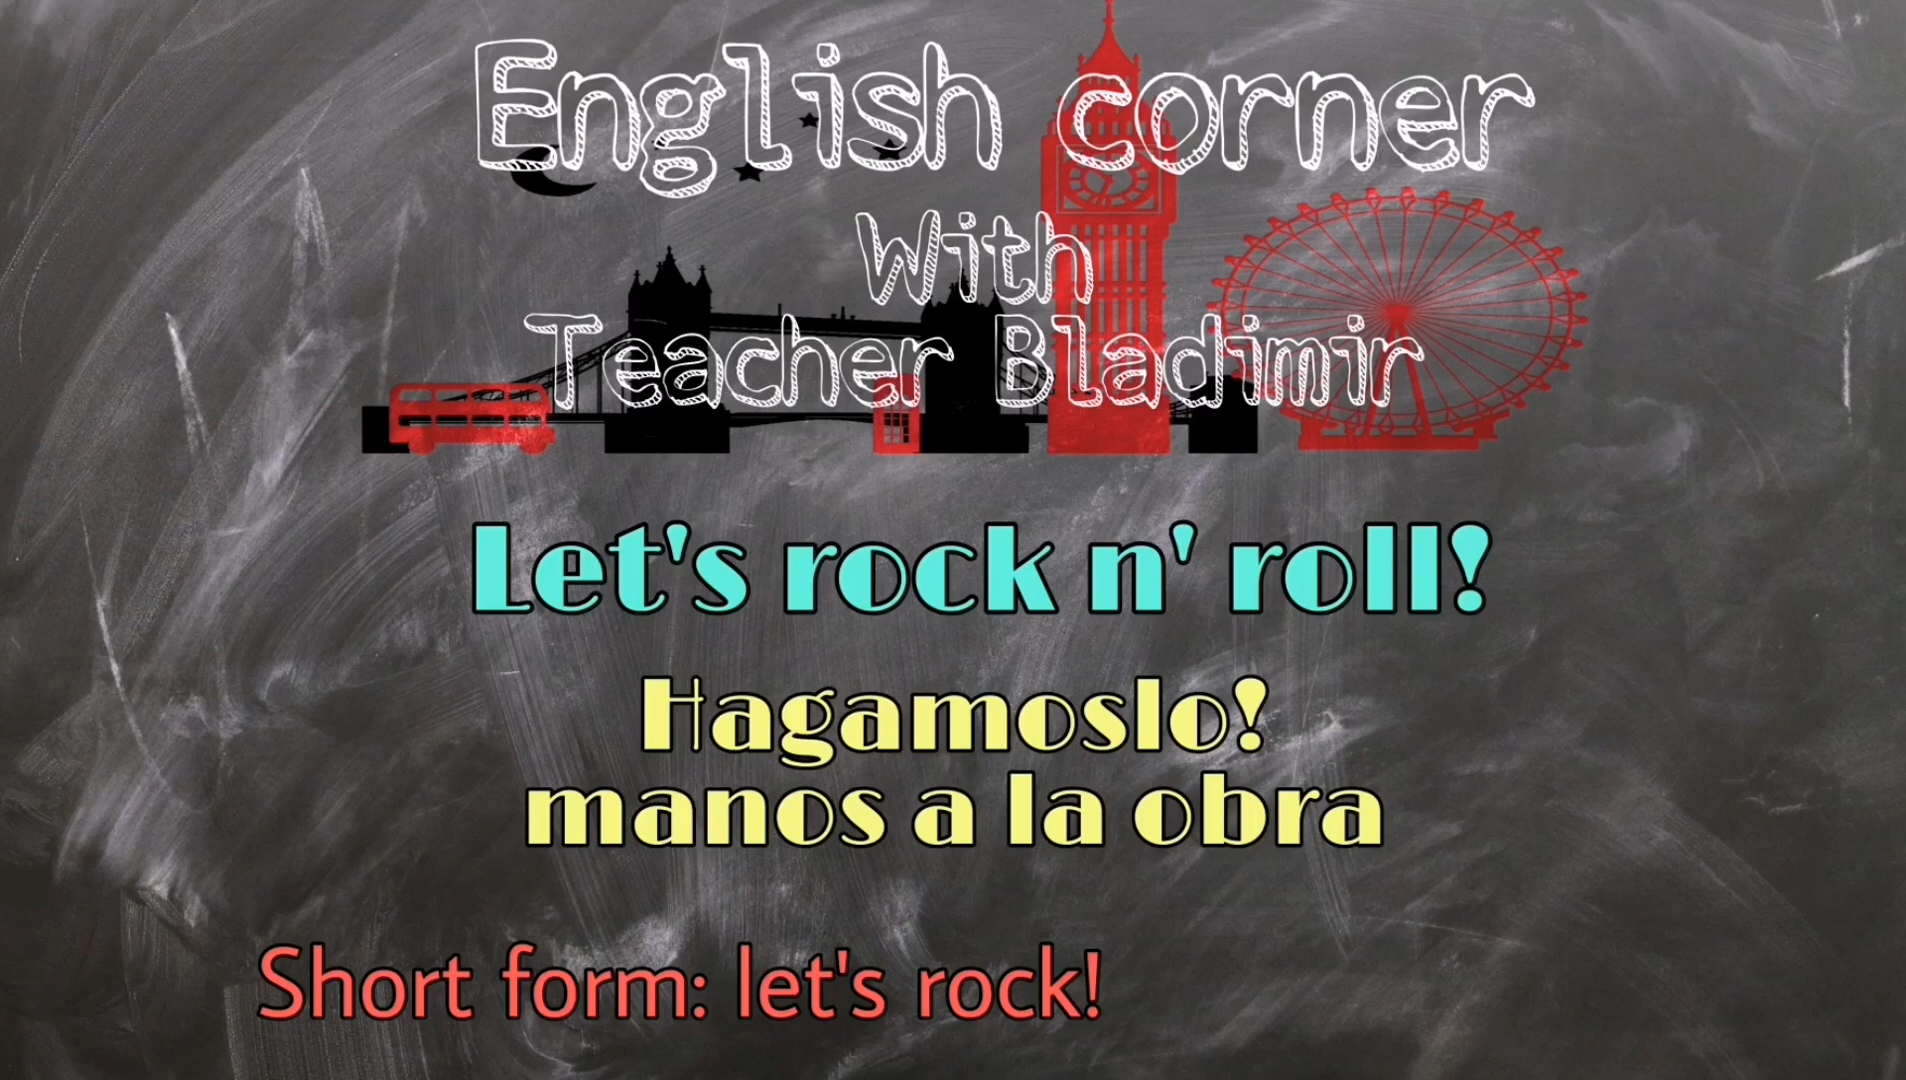 English corner
With
Teacher Bladimir
Let's rock n' roll!
Hagamoslo!
manos a la obra
Short form: let's rock!